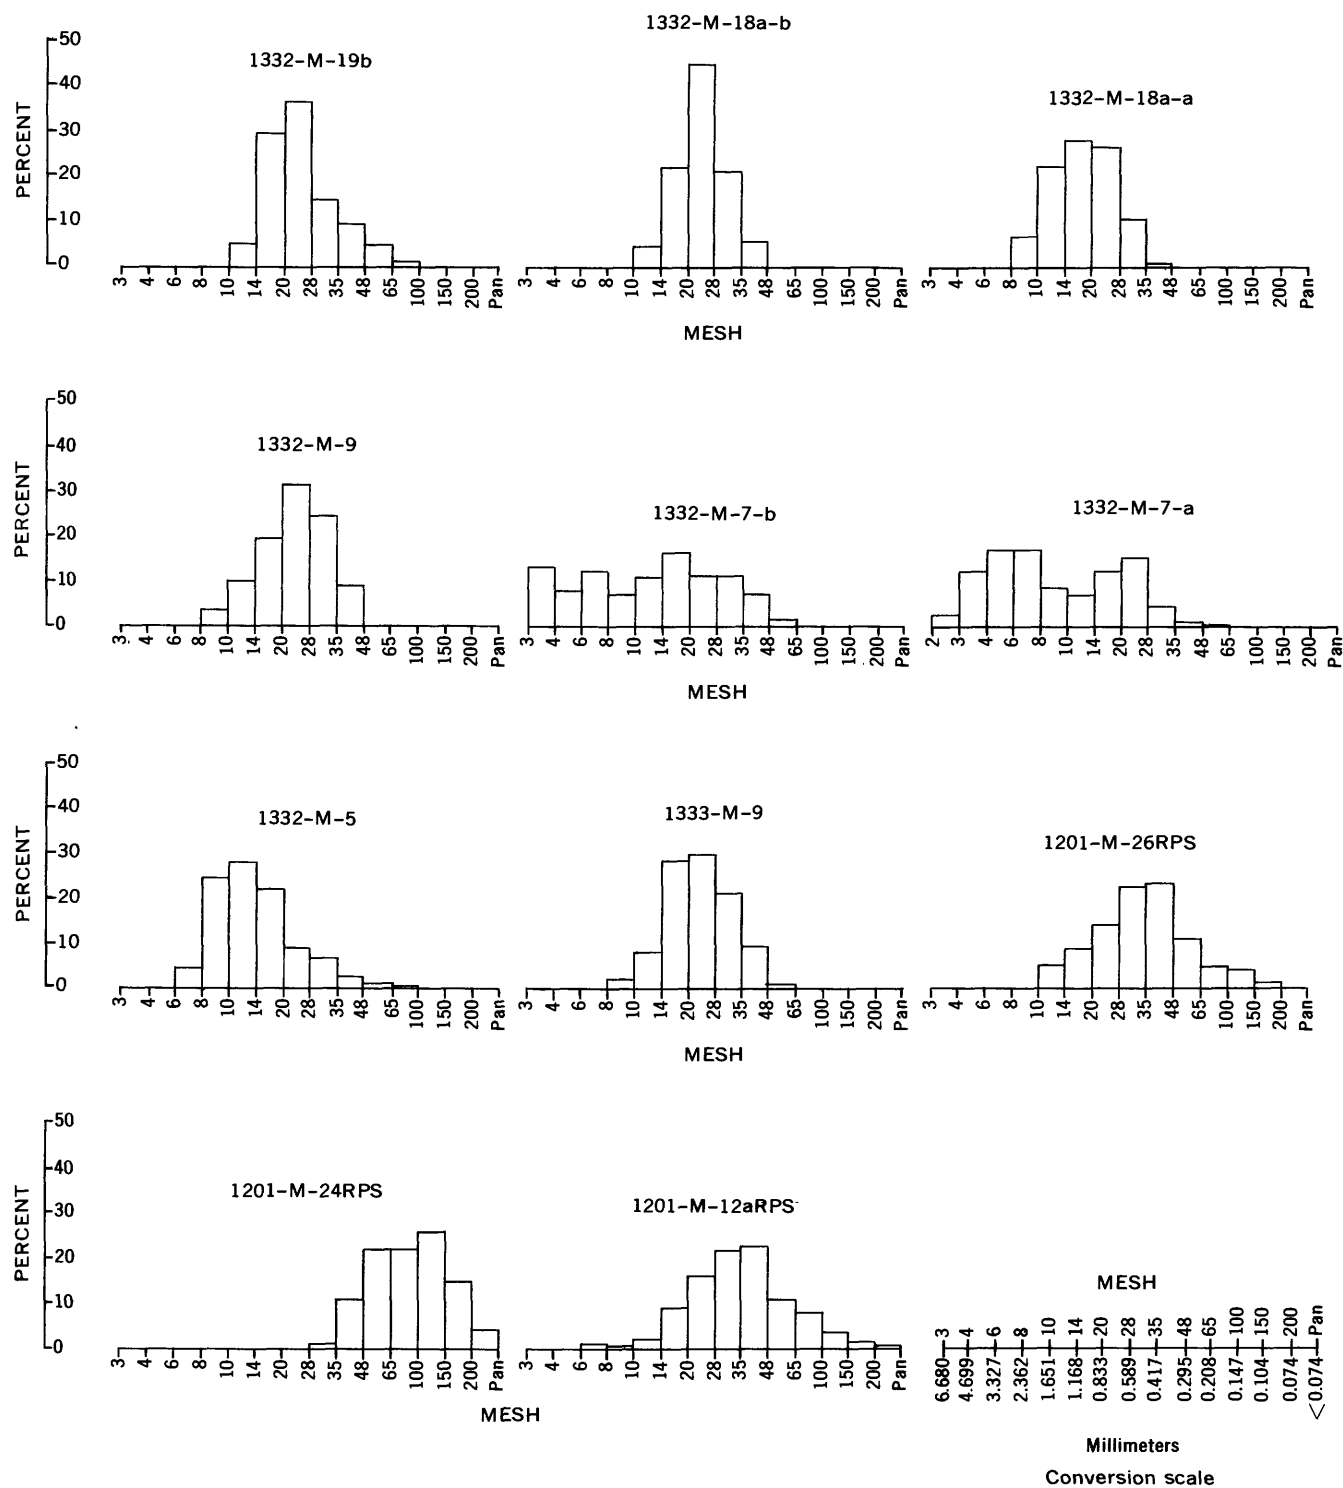 1332-M-18a-b
1332-M-19b
1332-M-18a-a
PERCENT
50
40
30
20
10
0
3 4 6 8 10 14 20 28 35 48 65 100 150 200 Pan
3 4 6 8 10 14 20 28 35 48 65 100 150 200 Pan
3 4 6 8 10 14 20 28 35 48 65 100 150 200 Pan
MESH
1332-M-9
1332-M-7-b
1332-M-7-a
PERCENT
50
40
30
20
10
0
3 4 6 8 10 14 20 28 35 48 65 100 150 200 Pan
3 4 6 8 10 14 20 28 35 48 65 100 150 200 Pan
2 3 4 6 8 10 14 20 28 35 48 65 100 150 200 Pan
MESH
1332-M-5
1333-M-9
1201-M-26RPS
PERCENT
50
40
30
20
10
0
3 4 6 8 10 14 20 28 35 48 65 100 150 200 Pan
3 4 6 8 10 14 20 28 35 48 65 100 150 200 Pan
3 4 6 8 10 14 20 28 35 48 65 100 150 200 Pan
MESH
1201-M-24RPS
1201-M-12aRPS
PERCENT
50
40
30
20
10
0
3 4 6 8 10 14 20 28 35 48 65 100 150 200 Pan
3 4 6 8 10 14 20 28 35 48 65 100 150 200 Pan
MESH
MESH
3 4 6 8 10 14 20 28 35 48 65 100 150 200 Pan
6.680 4.699 3.327 2.362 1.651 1.168 0.833 0.589 0.417 0.295 0.208 0.147 0.104 0.074 <0.074
Millimeters
Conversion scale